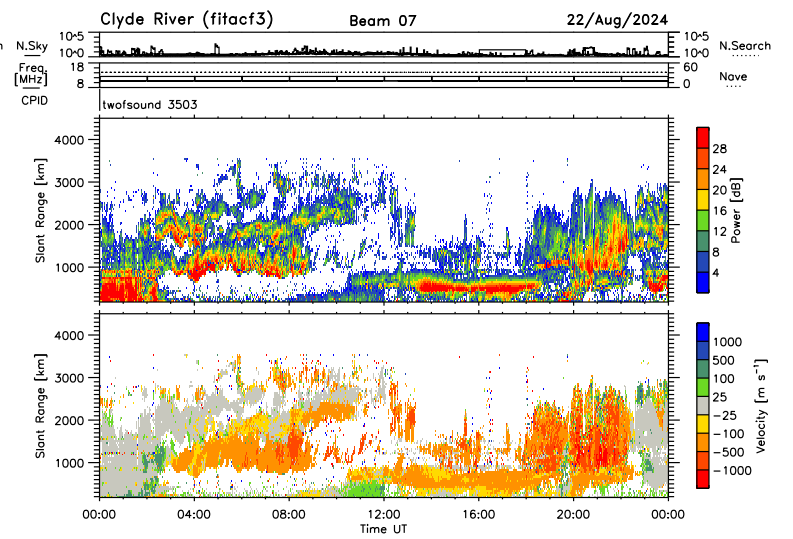 Clyde River (fitacf3) Beam 07 22/Aug/2024
N.Sky 10^5 10^5 N.Search
10^0 10^0
Freq. 18 60 Nave
[MHz] 8 0
CPID twofsound 3503
Slant Range [km]
4000
3000
2000
1000
Power [dB]
28
24
20
16
12
8
4
Slant Range [km]
4000
3000
2000
1000
Velocity [m s⁻¹]
1000
500
100
25
-25
-100
-500
-1000
00:00 04:00 08:00 12:00 16:00 20:00 00:00
Time UT